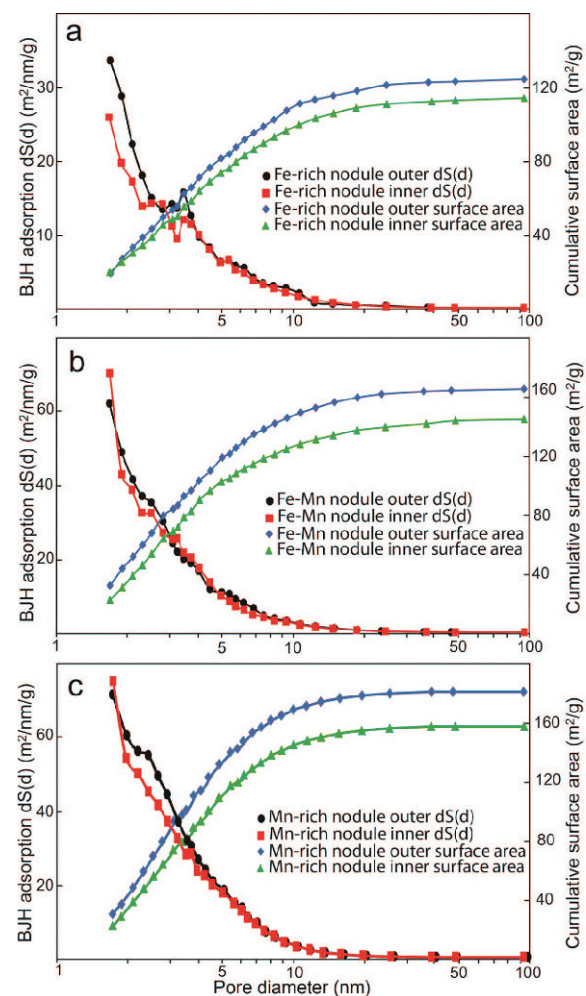 a
BJH adsorption dS(d) (m²/nm/g)
30
20
10
Fe-rich nodule outer dS(d)
Fe-rich nodule inner dS(d)
Fe-rich nodule outer surface area
Fe-rich nodule inner surface area
120
80
40
Cumulative surface area (m²/g)
1 5 10 50 100
b
BJH adsorption dS(d) (m²/nm/g)
60
40
20
Fe-Mn nodule outer dS(d)
Fe-Mn nodule inner dS(d)
Fe-Mn nodule outer surface area
Fe-Mn nodule inner surface area
160
120
80
40
Cumulative surface area (m²/g)
1 5 10 50 100
c
BJH adsorption dS(d) (m²/nm/g)
60
40
20
Mn-rich nodule outer dS(d)
Mn-rich nodule inner dS(d)
Mn-rich nodule outer surface area
Mn-rich nodule inner surface area
160
120
80
40
Cumulative surface area (m²/g)
1 5 10 50 100
Pore diameter (nm)